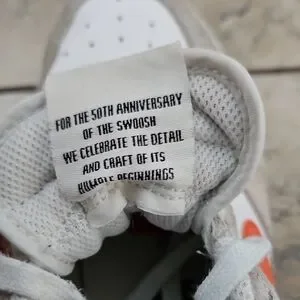 FOR THE 50TH ANNIVERSARY
OF THE SWOOSH
WE CELEBRATE THE DETAIL
AND CRAFT OF ITS
HUMBLE BEGINNINGS